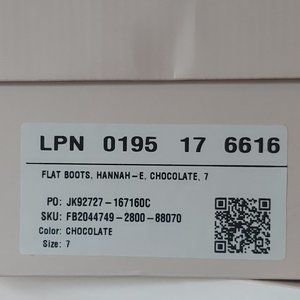 LPN 0195 17 6616
FLAT BOOTS, HANNAH-E, CHOCOLATE, 7
PO: JK92727-167160C
SKU: FB2044749-2800-88070
Color: CHOCOLATE
Size: 7